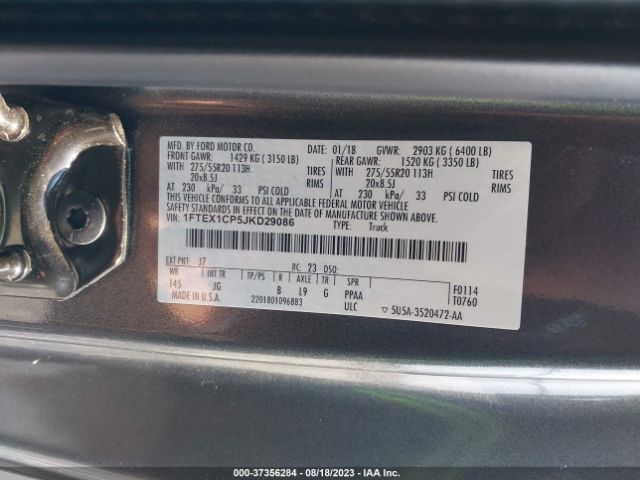 MFD. BY FORD MOTOR CO. 01/18 GVWR: 2903 KG ( 6400 LB)
FRONT GAWR: 1429 KG ( 3150 LB) REAR GAWR: 1520 KG ( 3350 LB)
WITH 275/55R20 113H TIRES WITH 275/55R20 113H TIRES
20x8.5J RIMS 20x8.5J RIMS
AT 230 kPa/ 33 PSI COLD AT 230 kPa/ 33 PSI COLD
THIS VEHICLE CONFORMS TO ALL APPLICABLE FEDERAL MOTOR VEHICLE
SAFETY STANDARDS IN EFFECT ON THE DATE OF MANUFACTURE SHOWN ABOVE.
VIN: 1FTEX1CP5JKD29086 TYPE: Truck
EXT PNT: J7 RC: 23 DSO:
WB INT TR TP/PS R AXLE TR SPR F0114
145 JG B L9 G PPAA T0760
MADE IN U.S.A. 2201801096883 ULC ▽ 5U5A-3520472-AA
000-37356284 | 08/18/2023 | Copyright: IAA, Inc.